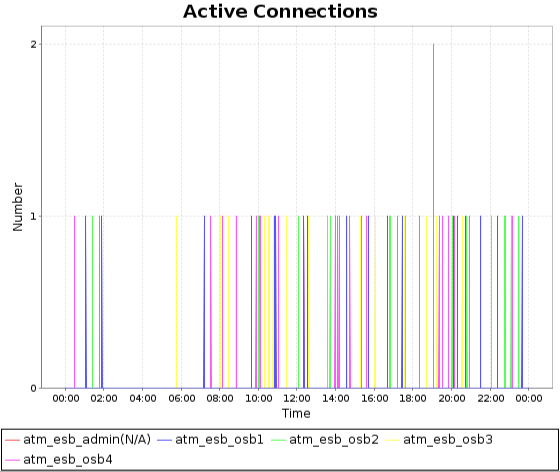 Active Connections
Number
2
1
0
00:00 02:00 04:00 06:00 08:00 10:00 12:00 14:00 16:00 18:00 20:00 22:00 00:00
Time
atm_esb_admin(N/A) atm_esb_osb1 atm_esb_osb2 atm_esb_osb3
atm_esb_osb4